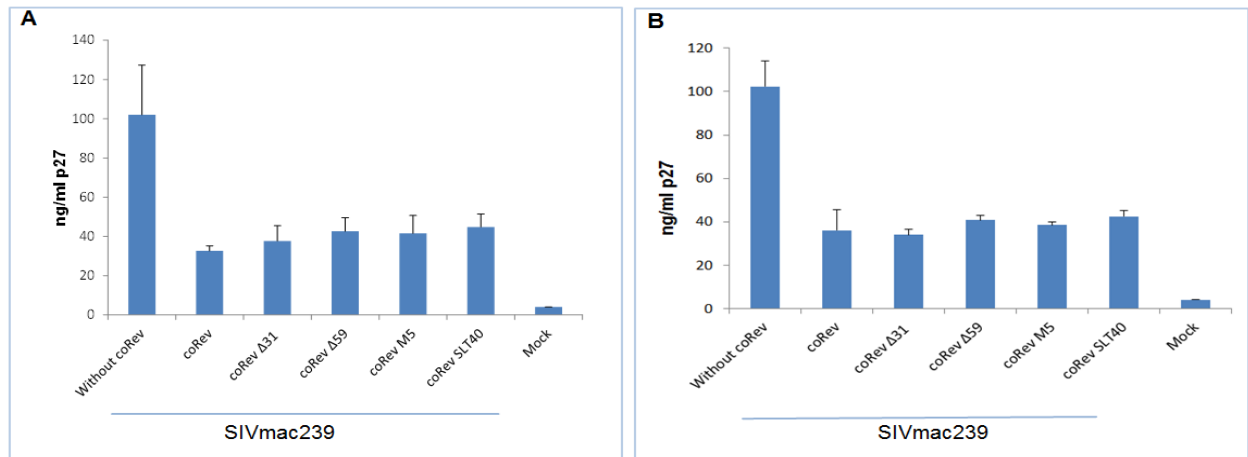 A
140
120
100
80
60
40
20
0
ng/ml p27
Without coRev
coRev
coRev Δ31
coRev Δ59
coRev M5
coRev SLT40
Mock
SIVmac239
B
120
100
80
60
40
20
0
ng/ml p27
Without coRev
coRev
coRev Δ31
coRev Δ59
coRev M5
coRev SLT40
Mock
SIVmac239